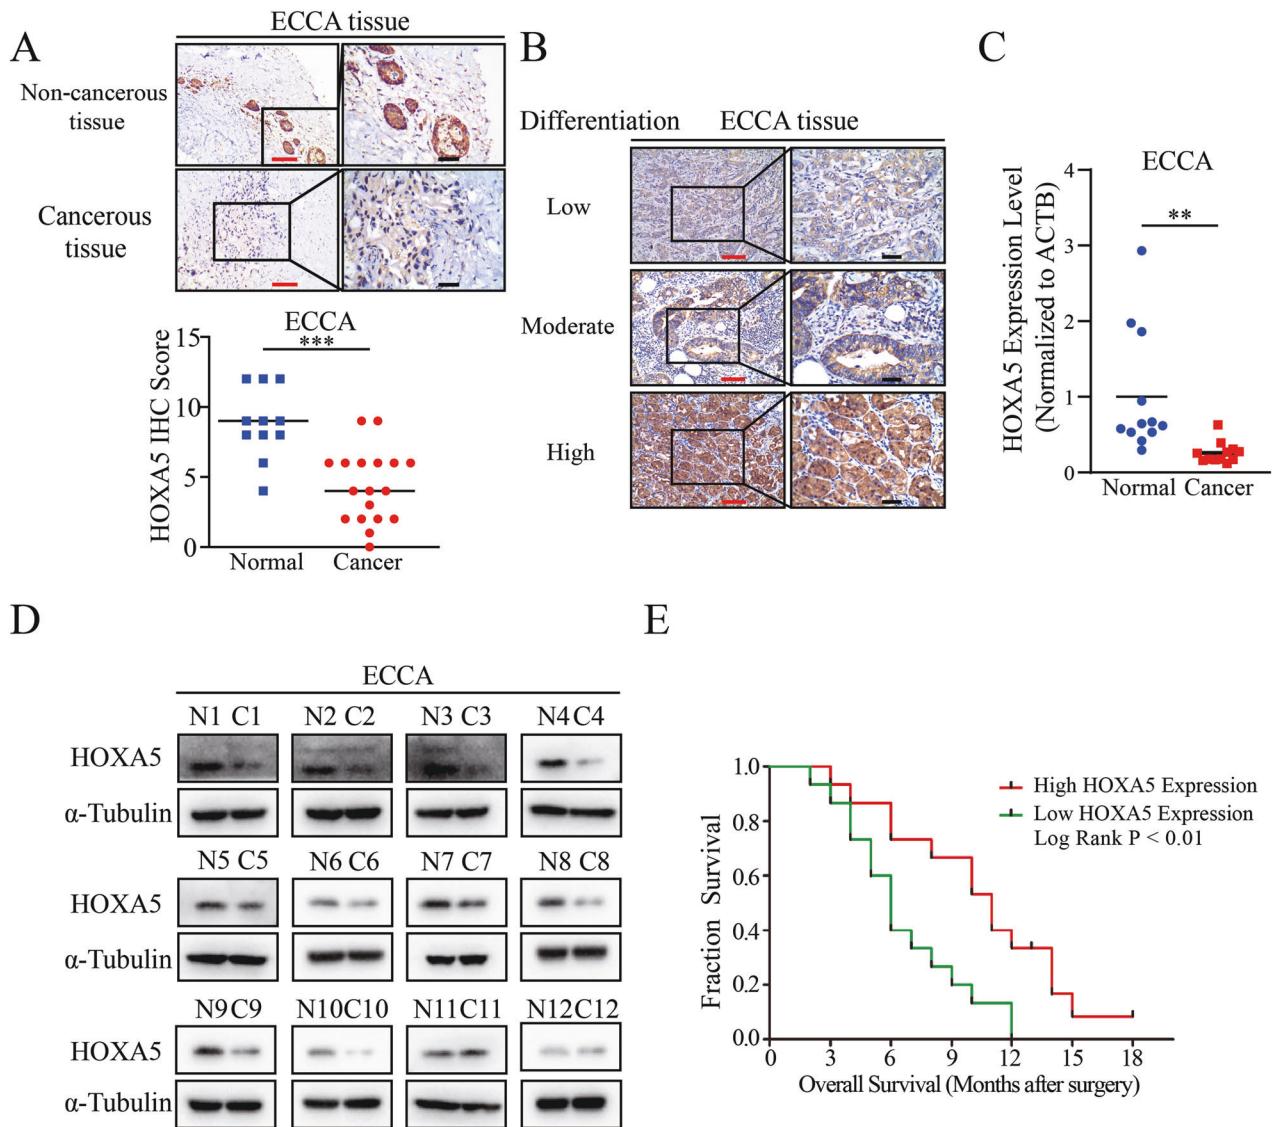 A
ECCA tissue
Non-cancerous
tissue
Cancerous
tissue
ECCA
***
HOXA5 IHC Score
15
10
5
0
Normal Cancer
B
Differentiation ECCA tissue
Low
Moderate
High
C
ECCA
**
HOXA5 Expression Level
(Normalized to ACTB)
4
3
2
1
0
Normal Cancer
D
ECCA
N1 C1 N2 C2 N3 C3 N4 C4
HOXA5
α-Tubulin
N5 C5 N6 C6 N7 C7 N8 C8
HOXA5
α-Tubulin
N9 C9 N10 C10 N11 C11 N12 C12
HOXA5
α-Tubulin
E
Fraction Survival
1.0
0.8
0.6
0.4
0.2
0.0
High HOXA5 Expression
Low HOXA5 Expression
Log Rank P < 0.01
0 3 6 9 12 15 18
Overall Survival (Months after surgery)